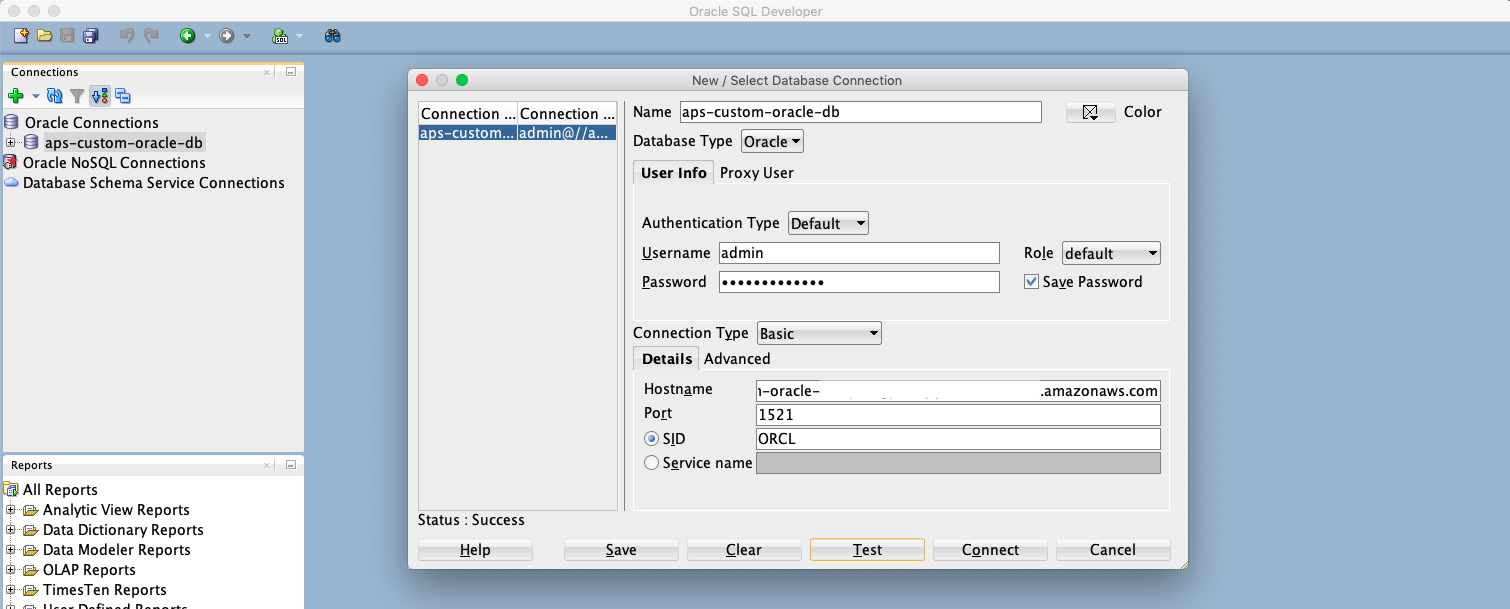 Oracle SQL Developer
Connections
Oracle Connections
aps-custom-oracle-db
Oracle NoSQL Connections
Database Schema Service Connections
Reports
All Reports
Analytic View Reports
Data Dictionary Reports
Data Modeler Reports
OLAP Reports
TimesTen Reports
User Defined Reports
New / Select Database Connection
Connection ... Connection ...
aps-custom... admin@//a...
Name aps-custom-oracle-db Color
Database Type Oracle
User Info Proxy User
Authentication Type Default
Username admin Role default
Password ••••••••••••• Save Password
Connection Type Basic
Details Advanced
Hostname -oracle- .amazonaws.com
Port 1521
SID ORCL
Service name
Status : Success
Help Save Clear Test Connect Cancel